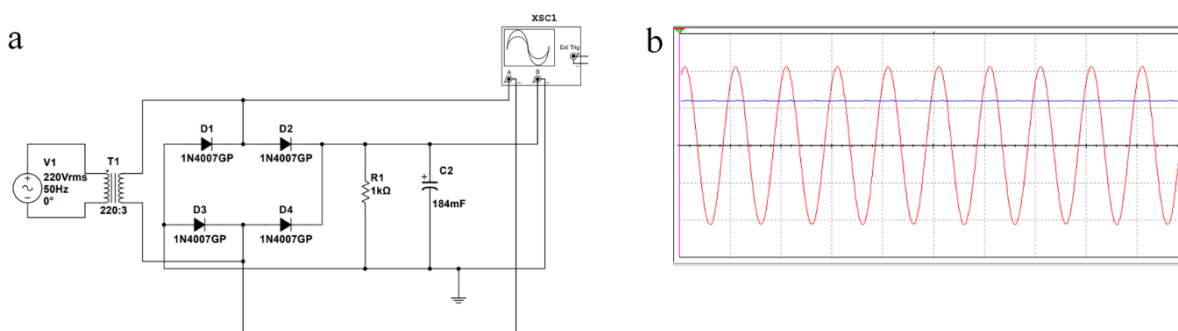 a
b
XSC1
Ext Trig
+
-
A
B
V1
220Vrms
50Hz
0°
T1
220:3
D1
1N4007GP
D2
1N4007GP
D3
1N4007GP
D4
1N4007GP
R1
1kΩ
C2
184mF